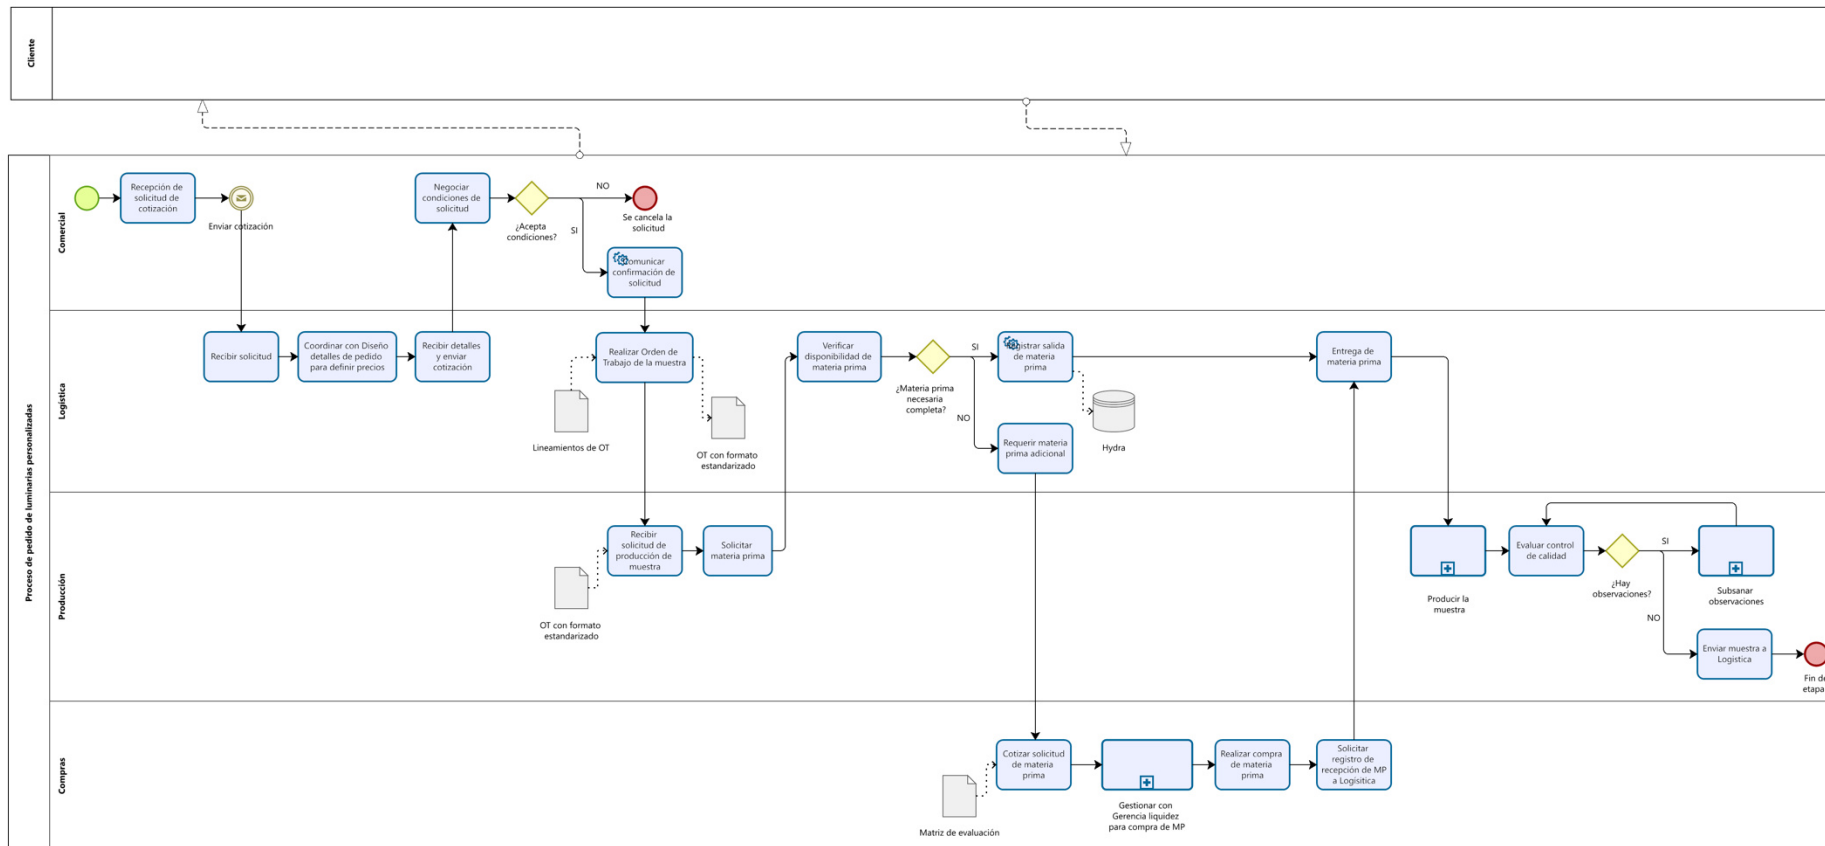 Cliente
Proceso de pedido de luminarias personalizadas
Comercial
Recepción de
solicitud de
cotización
Enviar cotización
Negociar
condiciones de
solicitud
¿Acepta
condiciones?
NO
SI
Se cancela la
solicitud
Comunicar
confirmación de
solicitud
Logística
Recibir solicitud
Coordinar con Diseño
detalles de pedido
para definir precios
Recibir detalles
y enviar
cotización
Realizar Orden de
Trabajo de la muestra
Lineamientos de OT
OT con formato
estandarizado
Verificar
disponibilidad de
materia prima
¿Materia prima
necesaria
completa?
SI
NO
Registrar salida
de materia
prima
Hydra
Requerir materia
prima adicional
Entrega de
materia prima
Producción
Recibir
solicitud de
producción de
muestra
Solicitar
materia prima
OT con formato
estandarizado
Producir la
muestra
Evaluar control
de calidad
¿Hay
observaciones?
SI
NO
Subsanar
observaciones
Enviar muestra a
Logistica
Fin de
etapa
Compras
Cotizar solicitud
de materia
prima
Matriz de evaluación
Gestionar con
Gerencia liquidez
para compra de MP
Realizar compra
de materia
prima
Solicitar
registro de
recepción de MP
a Logísitica